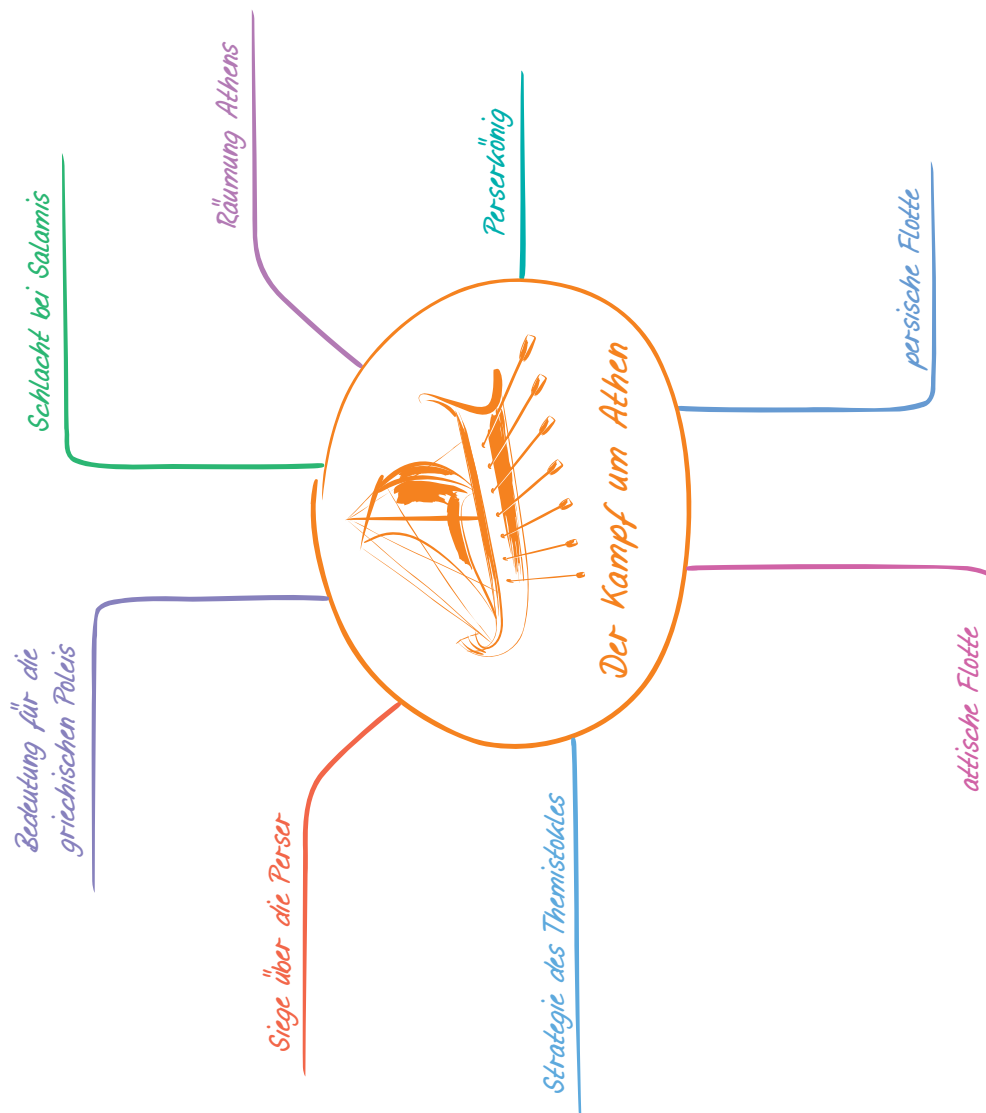 Der Kampf um Athen
Perserkönig
persische Flotte
attische Flotte
Strategie des Themistokles
Siege über die Perser
Bedeutung für die
griechischen Poleis
Schlacht bei Salamis
Räumung Athens